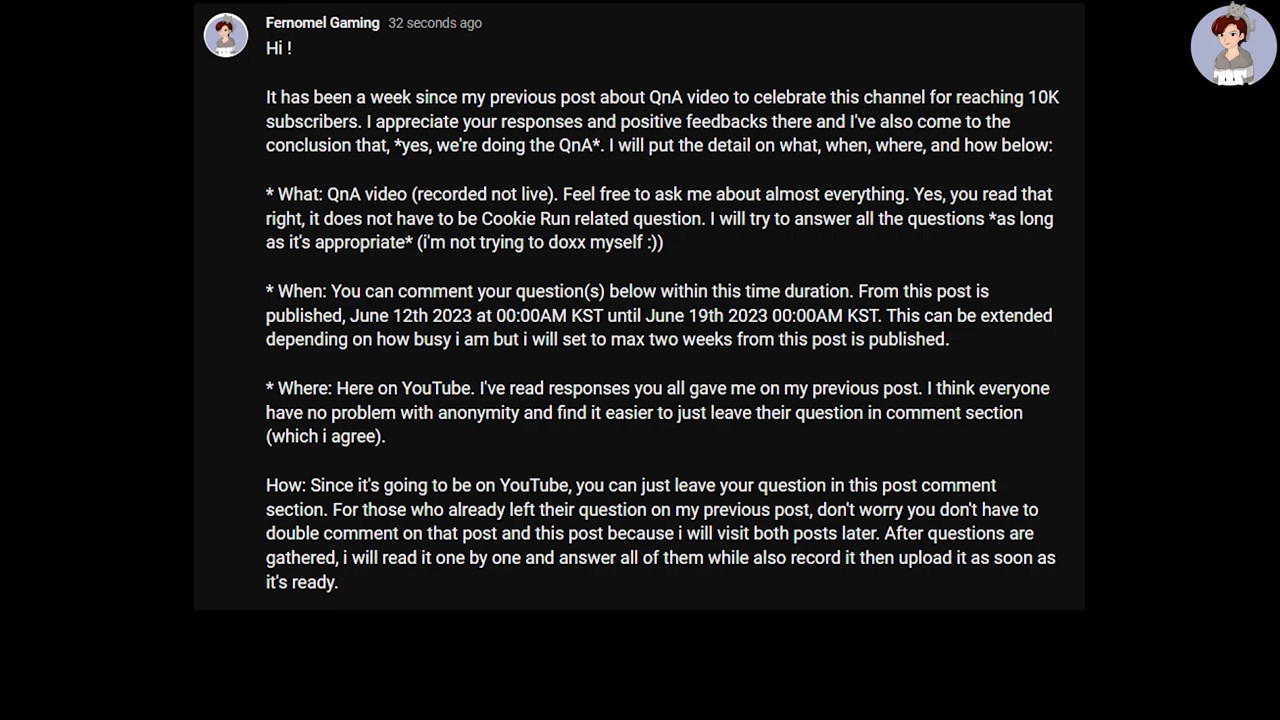 Fernomel Gaming 32 seconds ago
Hi !
It has been a week since my previous post about QnA video to celebrate this channel for reaching 10K
subscribers. I appreciate your responses and positive feedbacks there and I've also come to the
conclusion that, *yes, we're doing the QnA*. I will put the detail on what, when, where, and how below:
* What: QnA video (recorded not live). Feel free to ask me about almost everything. Yes, you read that
right, it does not have to be Cookie Run related question. I will try to answer all the questions *as long
as it's appropriate* (i'm not trying to doxx myself :))
* When: You can comment your question(s) below within this time duration. From this post is
published, June 12th 2023 at 00:00AM KST until June 19th 2023 00:00AM KST. This can be extended
depending on how busy i am but i will set to max two weeks from this post is published.
* Where: Here on YouTube. I've read responses you all gave me on my previous post. I think everyone
have no problem with anonymity and find it easier to just leave their question in comment section
(which i agree).
How: Since it's going to be on YouTube, you can just leave your question in this post comment
section. For those who already left their question on my previous post, don't worry you don't have to
double comment on that post and this post because i will visit both posts later. After questions are
gathered, i will read it one by one and answer all of them while also record it then upload it as soon as
it's ready.